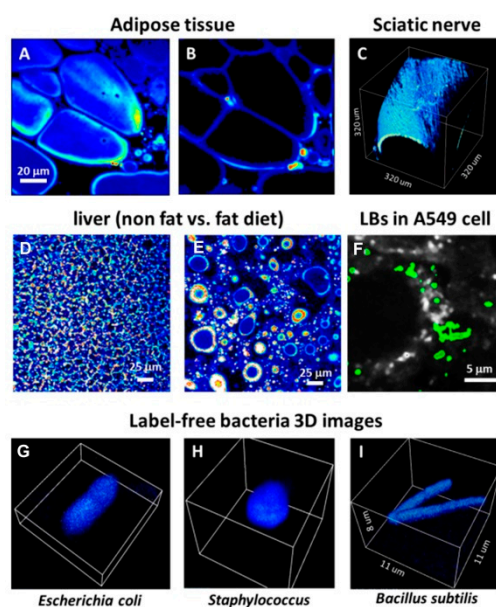 Adipose tissue Sciatic nerve
A B C
320 um
20 µm
320 um 320 um
liver (non fat vs. fat diet) LBs in A549 cell
D E F
25 µm 25 µm 5 µm
Label-free bacteria 3D images
G H I
8 um
11 um 11 um
Escherichia coli Staphylococcus Bacillus subtilis